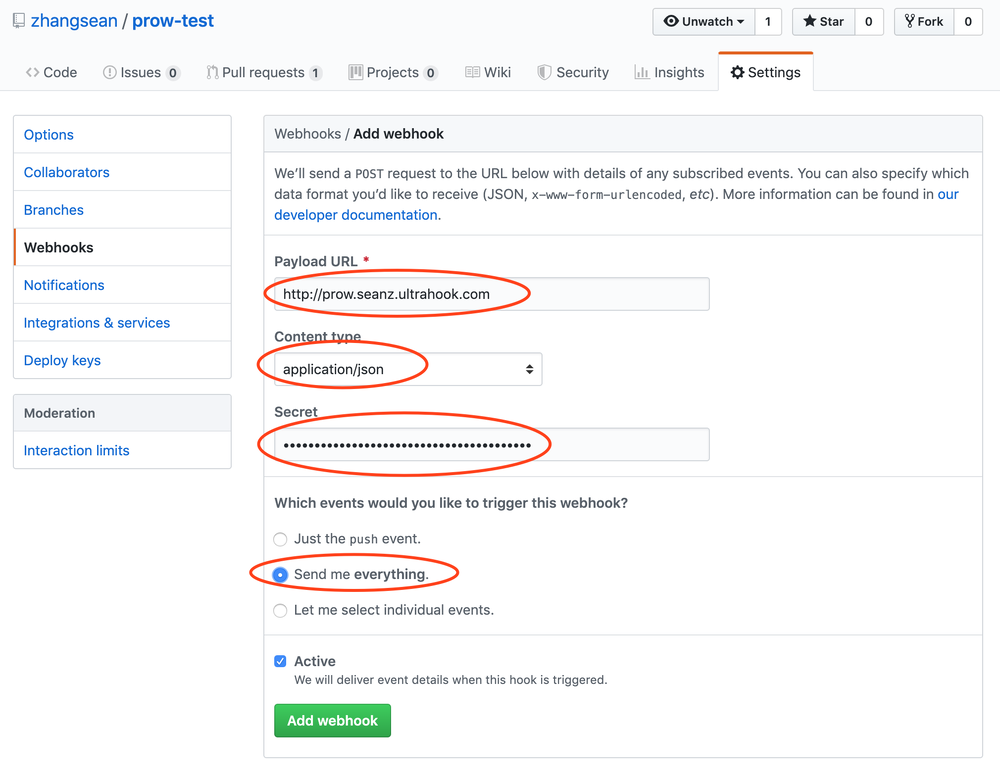 zhangsean / prow-test
Unwatch 1 Star 0 Fork 0
Code Issues 0 Pull requests 1 Projects 0 Wiki Security Insights Settings
Options
Collaborators
Branches
Webhooks
Notifications
Integrations & services
Deploy keys
Moderation
Interaction limits
Webhooks / Add webhook
We’ll send a POST request to the URL below with details of any subscribed events. You can also specify which
data format you’d like to receive (JSON, x-www-form-urlencoded, etc). More information can be found in our
developer documentation.
Payload URL *
http://prow.seanz.ultrahook.com
Content type
application/json
Secret
Which events would you like to trigger this webhook?
Just the push event.
Send me everything.
Let me select individual events.
Active
We will deliver event details when this hook is triggered.
Add webhook